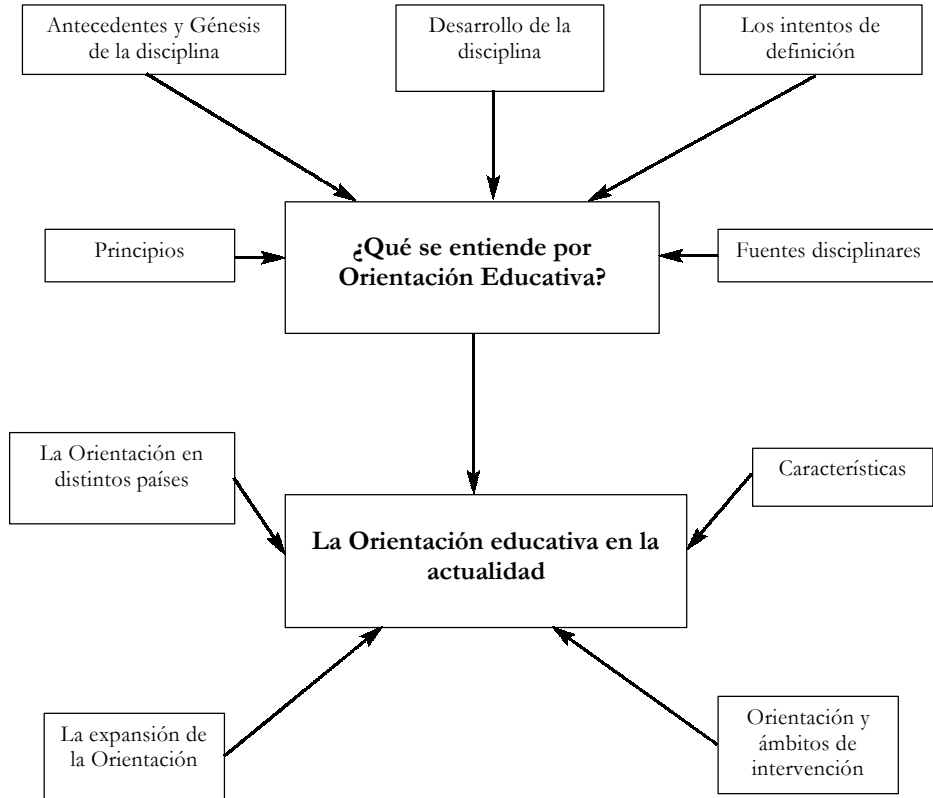 Antecedentes y Génesis
de la disciplina
Desarrollo de la
disciplina
Los intentos de
definición
Principios
¿Qué se entiende por
Orientación Educativa?
Fuentes disciplinares
La Orientación en
distintos países
Características
La Orientación educativa en la
actualidad
La expansión de
la Orientación
Orientación y
ámbitos de
intervención